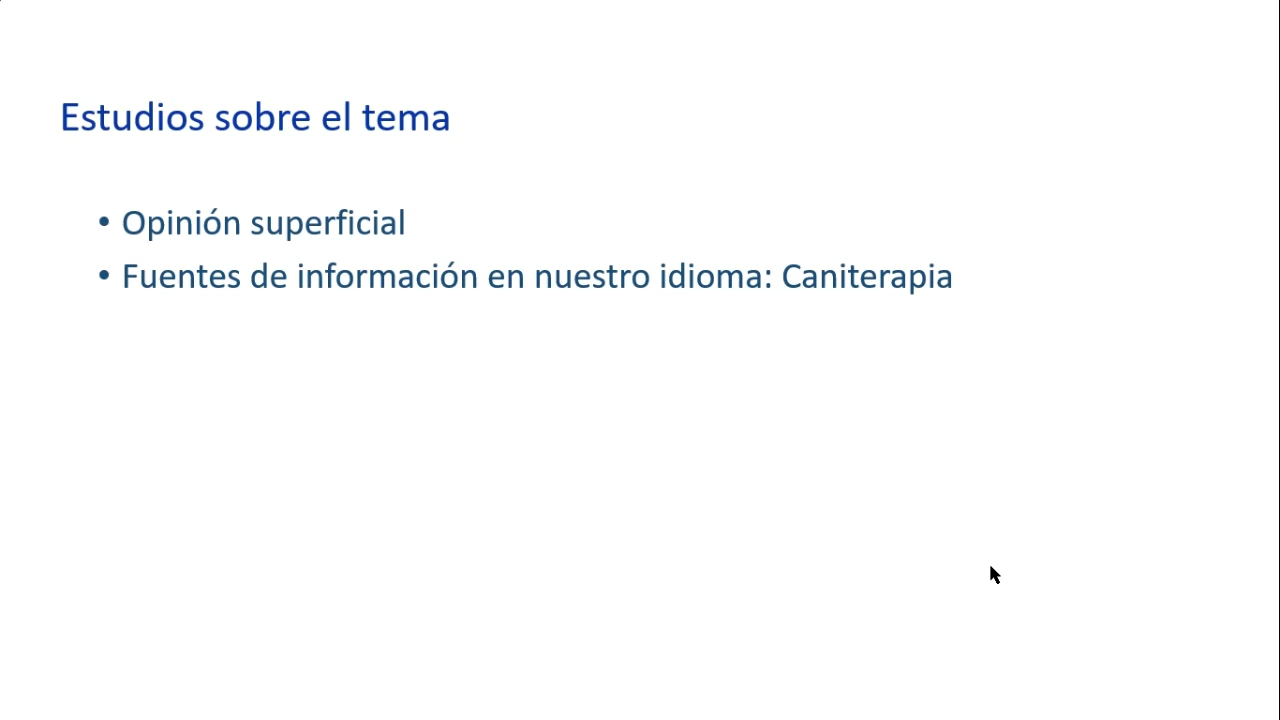 Estudios sobre el tema
• Opinión superficial
• Fuentes de información en nuestro idioma: Caniterapia